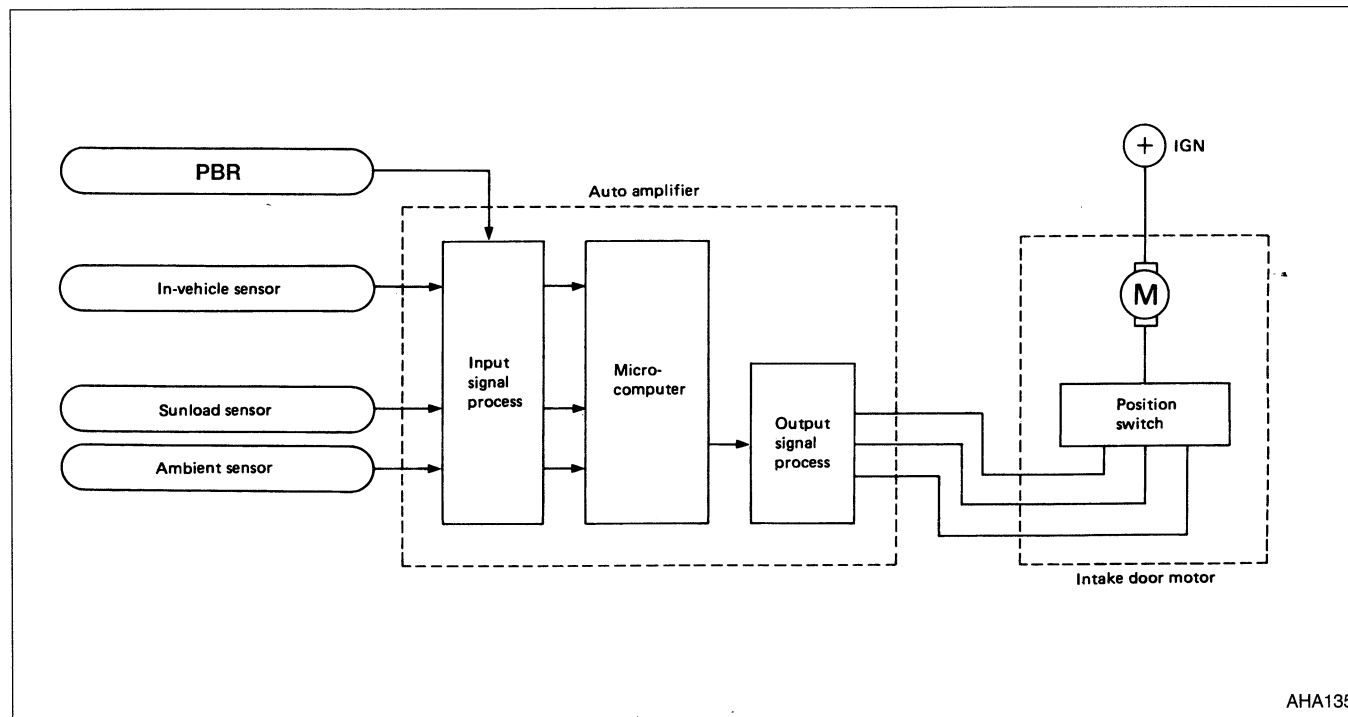 PBR
IGN
Auto amplifier
In-vehicle sensor
M
Input
signal
process
Micro-
computer
Sunload sensor
Position
switch
Output
signal
process
Ambient sensor
Intake door motor
AHA135